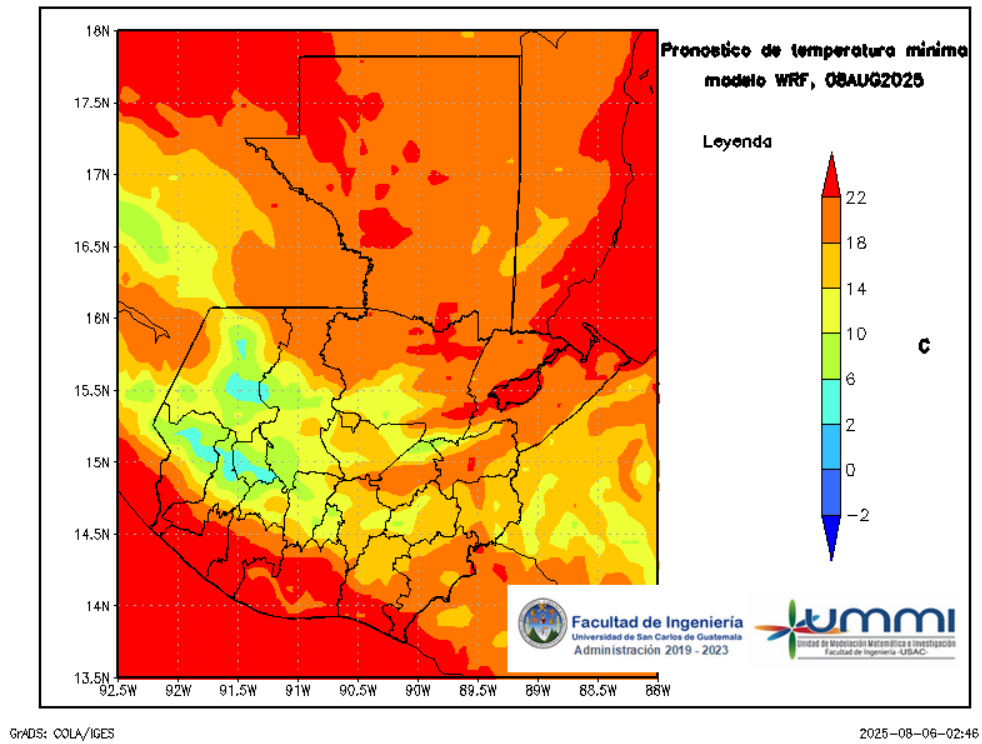 Pronostico de temperatura minima
modelo WRF,
Leyenda
22
18
14
10
6
2
0
−2
C
18N
17.5N
17N
16.5N
16N
15.5N
15N
14.5N
14N
13.5N
92.5W 92W 91.5W 91W 90.5W 90W 89.5W 89W 88.5W 88W
Facultad de Ingeniería
Universidad de San Carlos de Guatemala
Administración 2019 - 2023
ummi
Unidad de Modelación Matemática e Investigación
Facultad de Ingeniería -USAC-
GrADS: COLA/IGES
2025-08-06-02:46